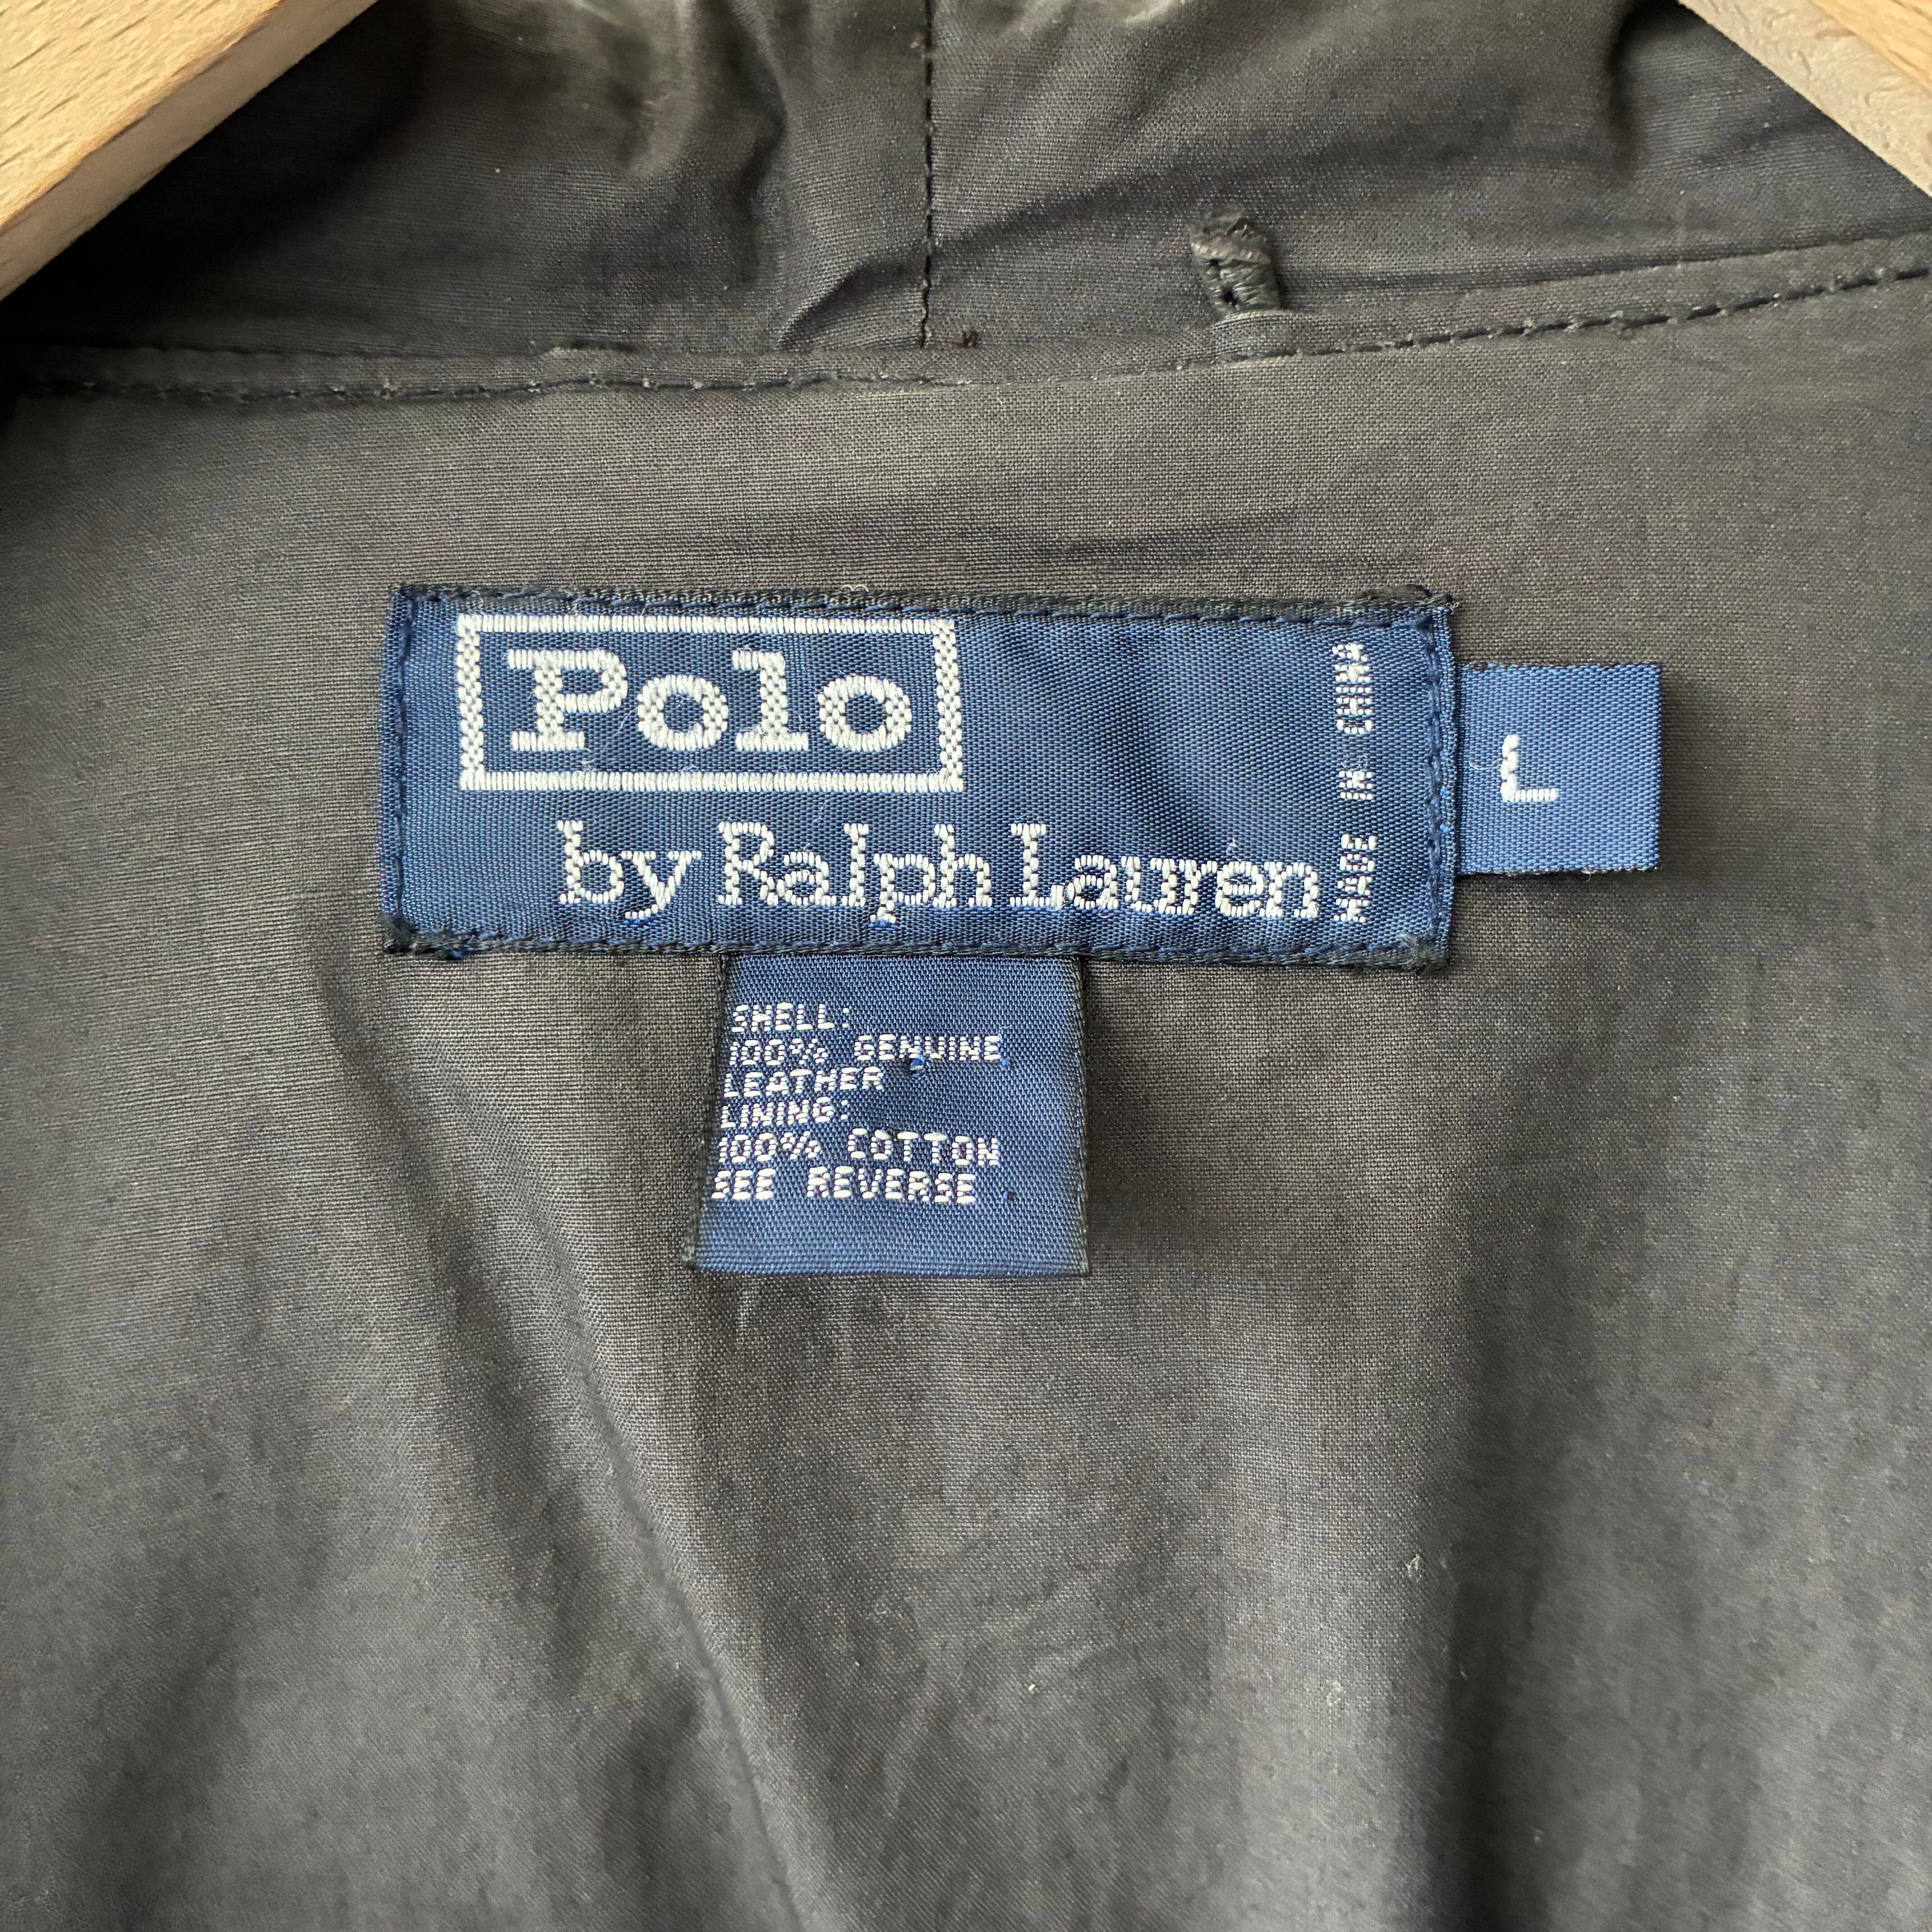 Polo
by Ralph Lauren
MADE IN CHINA
L
SHELL:
100% GENUINE
LEATHER
LINING:
100% COTTON
SEE REVERSE